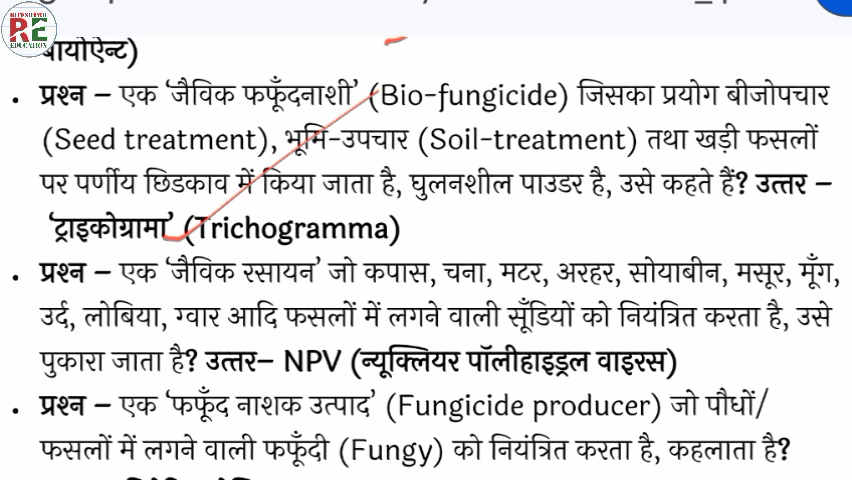 RE
EDUCATION
बायोऐन्ट)
• प्रश्न – एक ‘जैविक फफूँदनाशी’ (Bio-fungicide) जिसका प्रयोग बीजोपचार
(Seed treatment), भूमि-उपचार (Soil-treatment) तथा खड़ी फसलों
पर पर्णीय छिडकाव में किया जाता है, घुलनशील पाउडर है, उसे कहते हैं? उत्तर –
‘ट्राइकोग्रामा’ (Trichogramma)
• प्रश्न – एक ‘जैविक रसायन’ जो कपास, चना, मटर, अरहर, सोयाबीन, मसूर, मूँग,
उर्द, लोबिया, ग्वार आदि फसलों में लगने वाली सूँडियों को नियंत्रित करता है, उसे
पुकारा जाता है? उत्तर– NPV (न्यूक्लियर पॉलीहाइड्रल वाइरस)
• प्रश्न – एक ‘फफूँद नाशक उत्पाद’ (Fungicide producer) जो पौधों/
फसलों में लगने वाली फफूँदी (Fungy) को नियंत्रित करता है, कहलाता है?